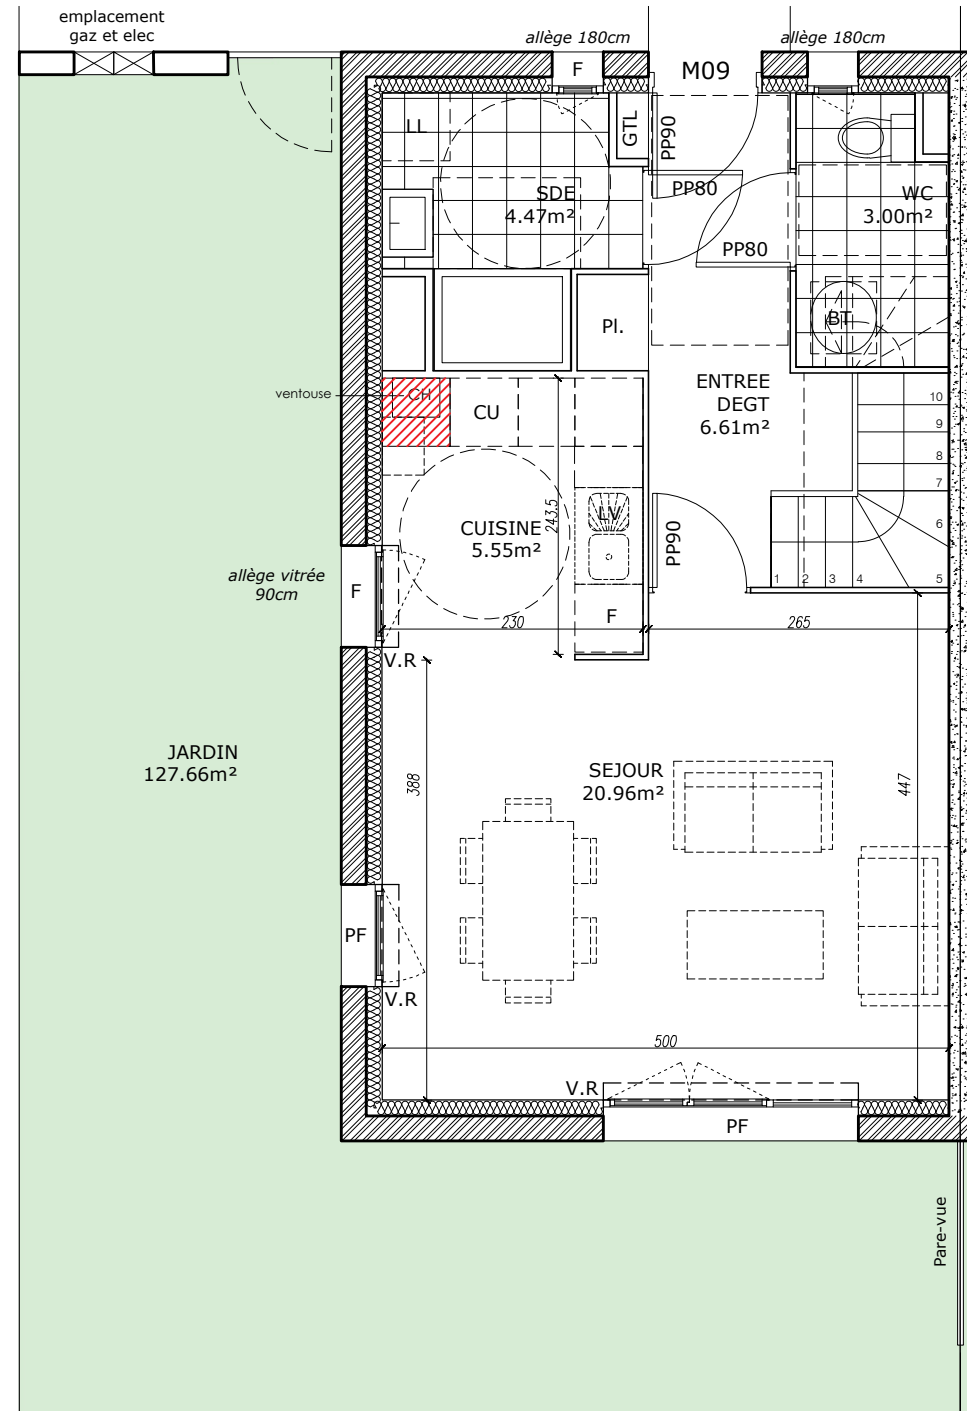 emplacement
gaz et elec
allège 180cm
allège 180cm
F
M09
LL
GTL
PP90
SDE
4.47m²
PP80
WC
3.00m²
PP80
Pl.
BT
ventouse
CH
CU
ENTREE
DEGT
6.61m²
10
9
8
7
6
5
4
3
2
1
CUISINE
5.55m²
243.5
LV
PP90
allège vitrée
90cm
F
F
230
265
V.R
JARDIN
127.66m²
388
SEJOUR
20.96m²
447
PF
V.R
500
V.R
PF
Pare-vue